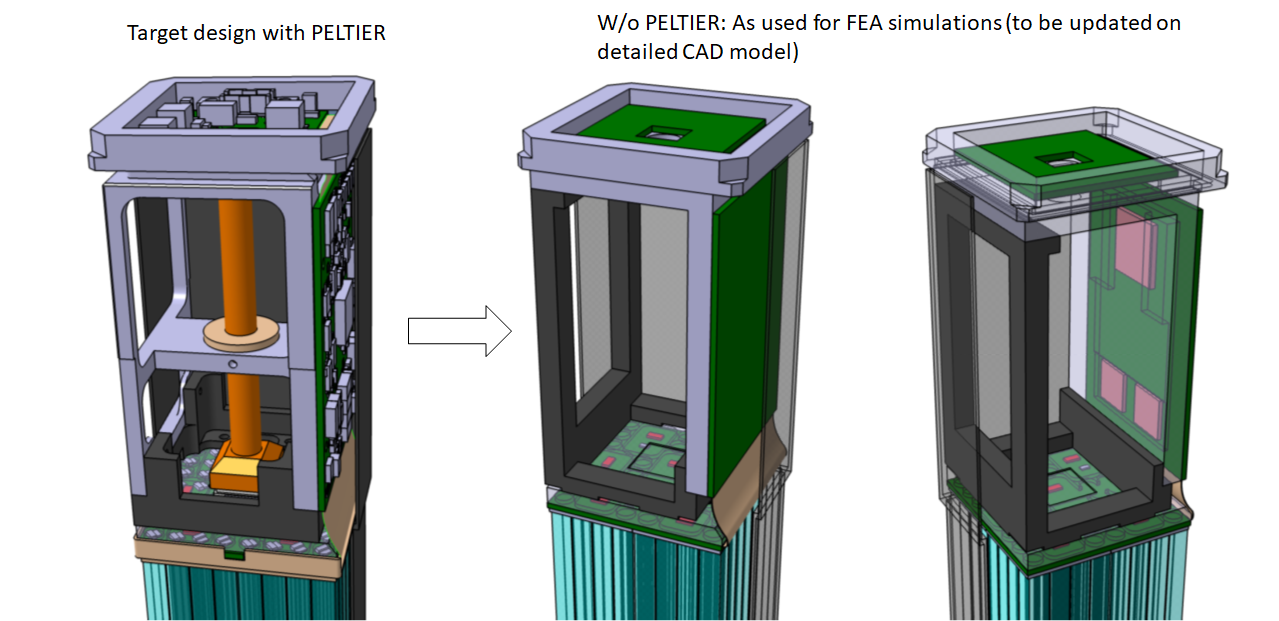 Target design with PELTIER
W/o PELTIER: As used for FEA simulations (to be updated on
detailed CAD model)